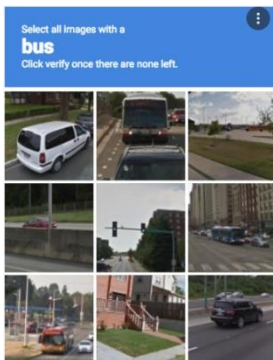 Select all images with a
bus
Click verify once there are none left.